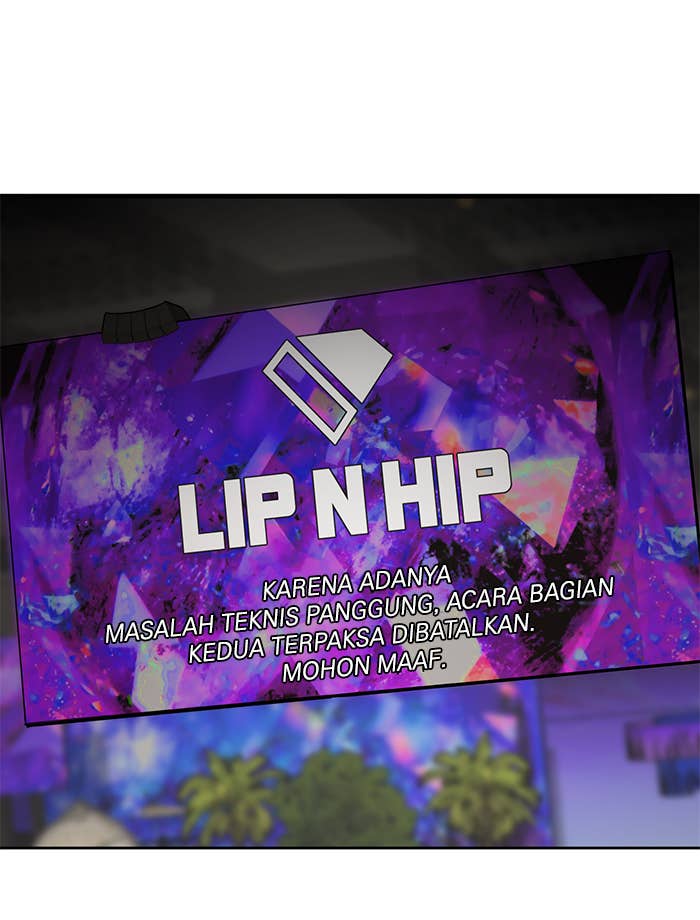 LIP N HIP
KARENA ADANYA
MASALAH TEKNIS PANGGUNG, ACARA BAGIAN
KEDUA TERPAKSA DIBATALKAN.
MOHON MAAF.